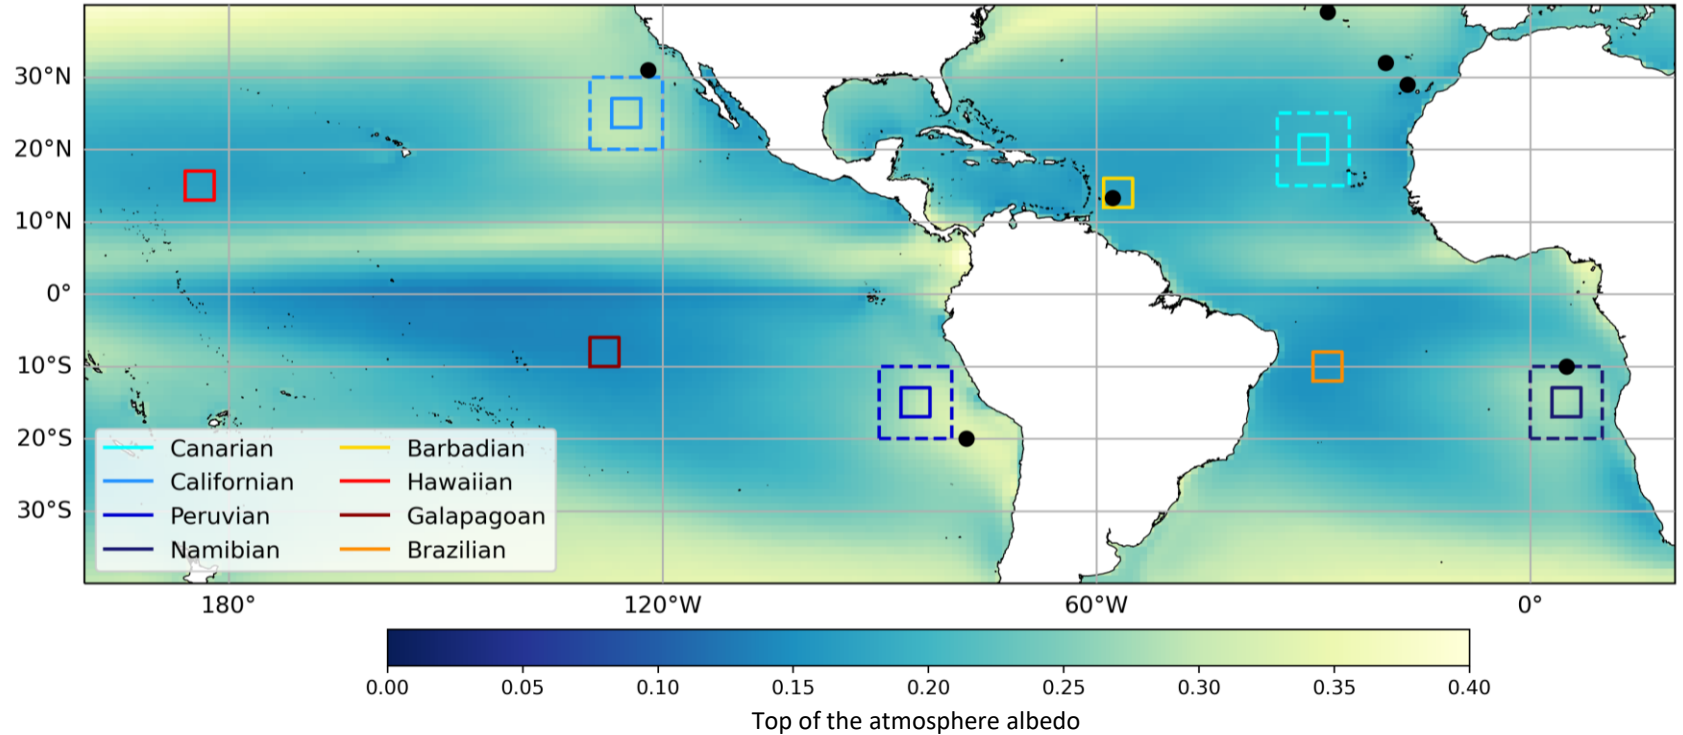 30°N
20°N
10°N
0°
10°S
20°S
30°S
Canarian
Californian
Peruvian
Namibian
Barbadian
Hawaiian
Galapagoan
Brazilian
180° 120°W 60°W 0°
0.00 0.05 0.10 0.15 0.20 0.25 0.30 0.35 0.40
Top of the atmosphere albedo